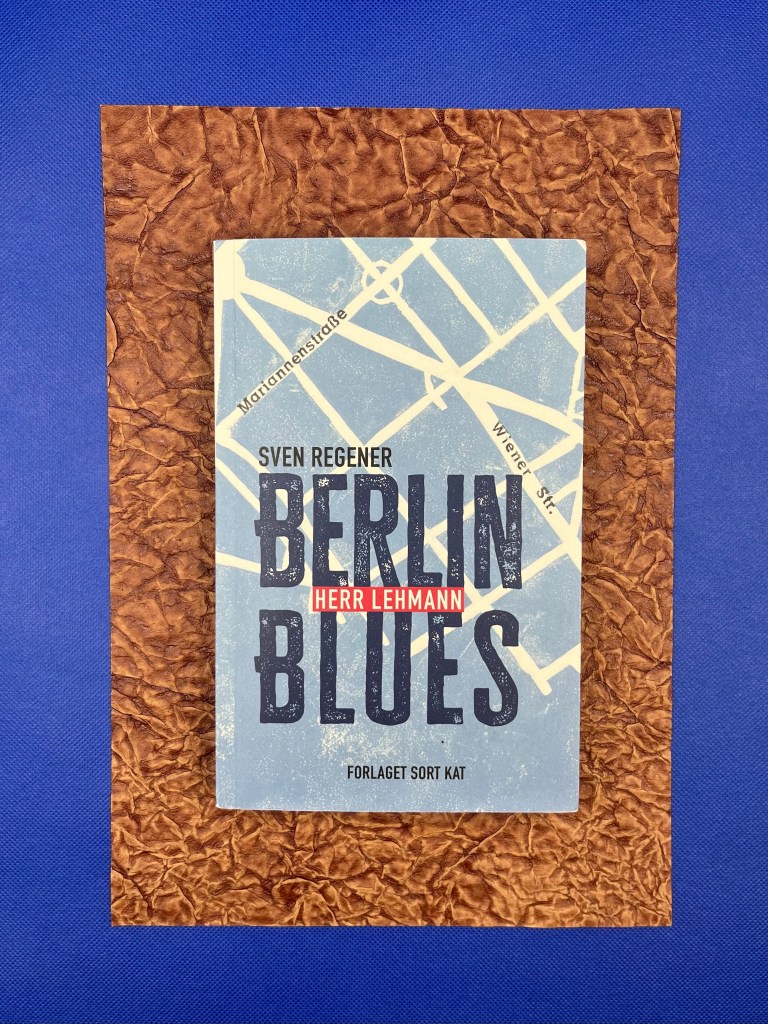 Mariannenstraße
Wiener Str.
SVEN REGENER
BERLIN
HERR LEHMANN
BLUES
FORLAGET SORT KAT